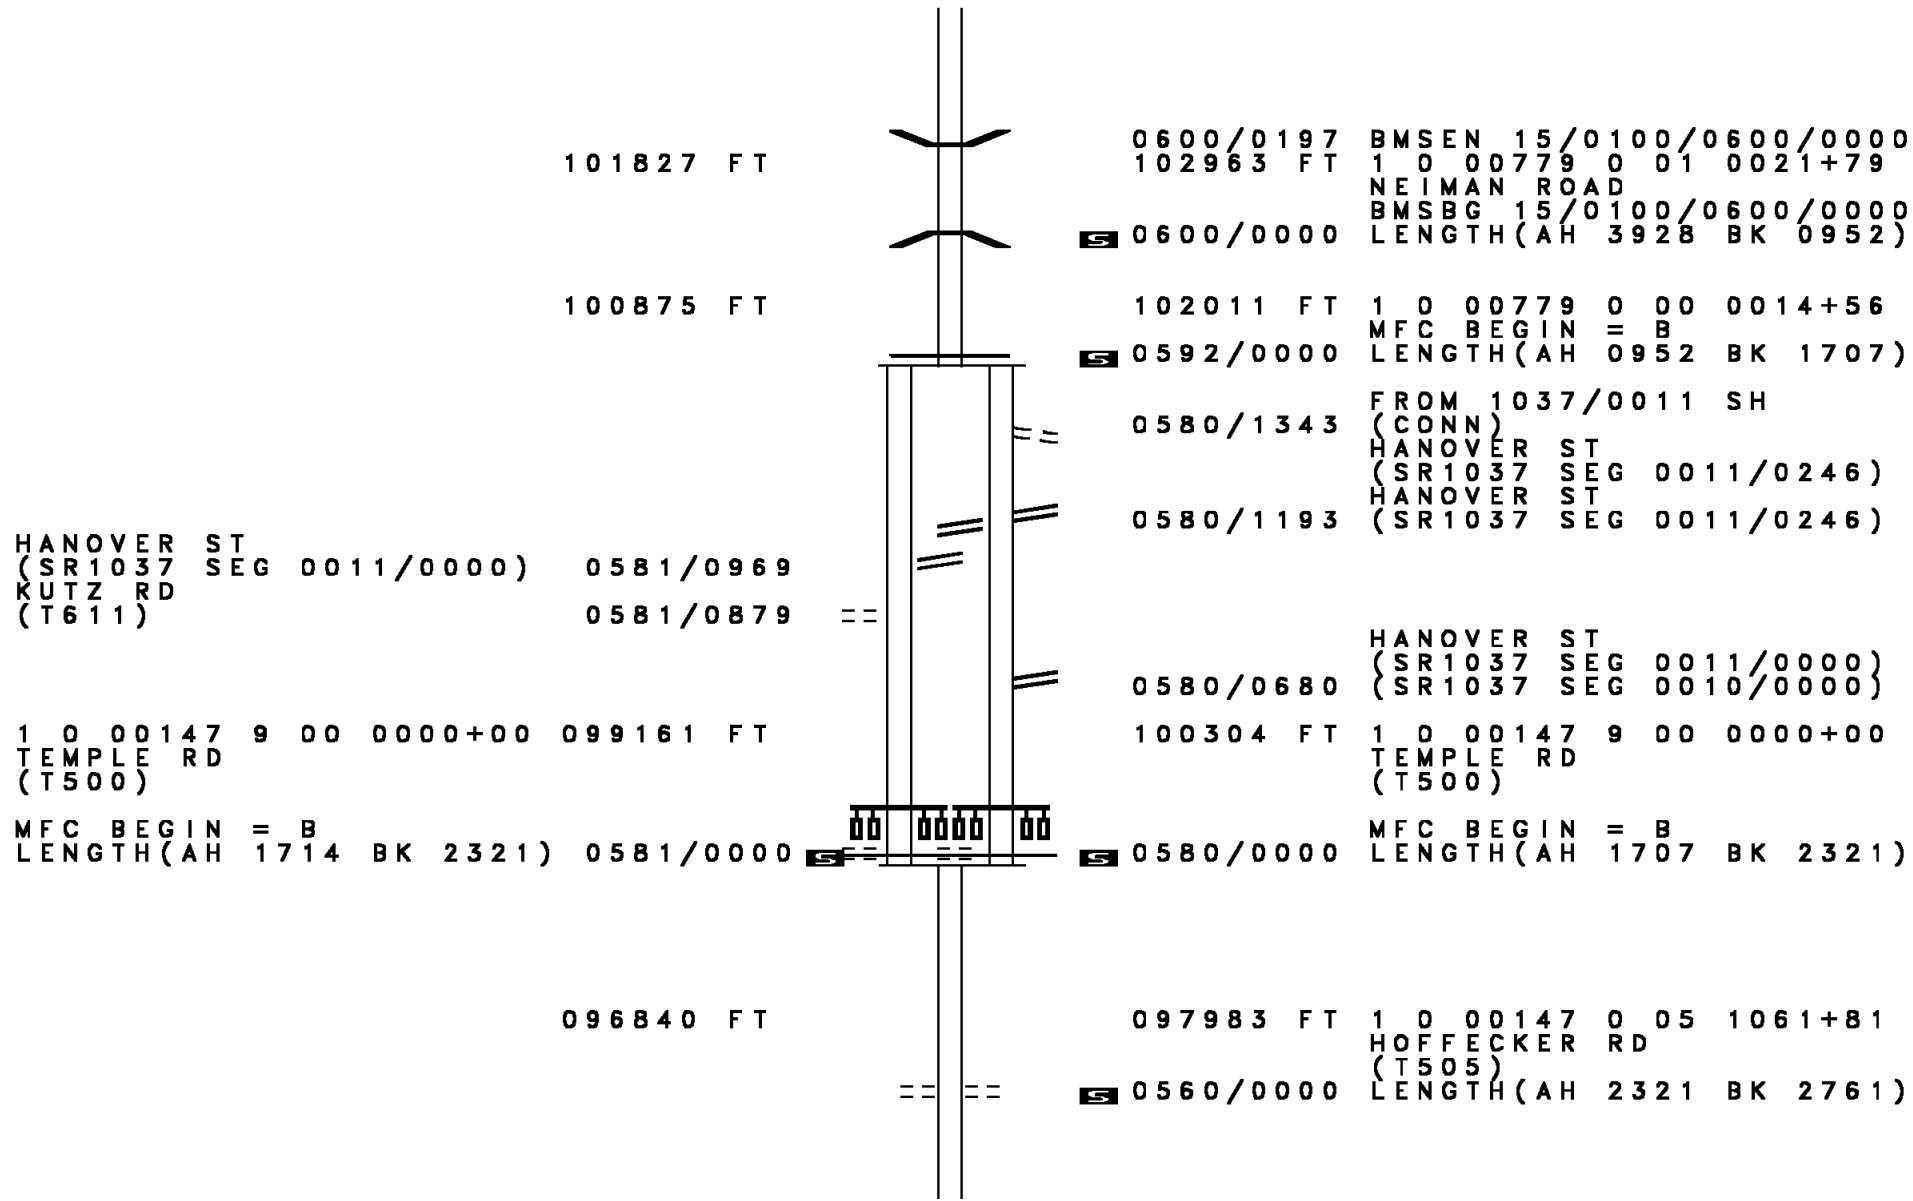 0600/0197 BMSEN 15/0100/0600/0000
101827 FT 102963 FT 1 0 00779 0 01 0021+79
NEIMAN ROAD
BMSBG 15/0100/0600/0000
S 0600/0000 LENGTH(AH 3928 BK 0952)
100875 FT 102011 FT 1 0 00779 0 00 0014+56
MFC BEGIN = B
S 0592/0000 LENGTH(AH 0952 BK 1707)
FROM 1037/0011 SH
0580/1343 (CONN)
HANOVER ST
(SR1037 SEG 0011/0246)
HANOVER ST
0580/1193 (SR1037 SEG 0011/0246)
HANOVER ST
(SR1037 SEG 0011/0000) 0581/0969
KUTZ RD
(T611) 0581/0879
HANOVER ST
(SR1037 SEG 0011/0000)
0580/0680 (SR1037 SEG 0010/0000)
1 0 00147 9 00 0000+00 099161 FT 100304 FT 1 0 00147 9 00 0000+00
TEMPLE RD TEMPLE RD
(T500) (T500)
MFC BEGIN = B MFC BEGIN = B
LENGTH(AH 1714 BK 2321) 0581/0000 S S 0580/0000 LENGTH(AH 1707 BK 2321)
096840 FT 097983 FT 1 0 00147 0 05 1061+81
HOFFECKER RD
(T505)
S 0560/0000 LENGTH(AH 2321 BK 2761)